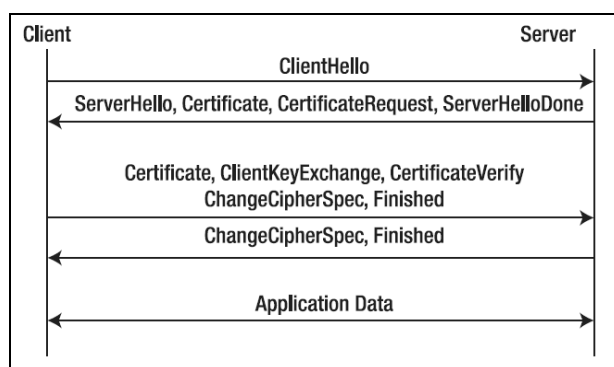 Client Server
ClientHello
ServerHello, Certificate, CertificateRequest, ServerHelloDone
Certificate, ClientKeyExchange, CertificateVerify
ChangeCipherSpec, Finished
ChangeCipherSpec, Finished
Application Data